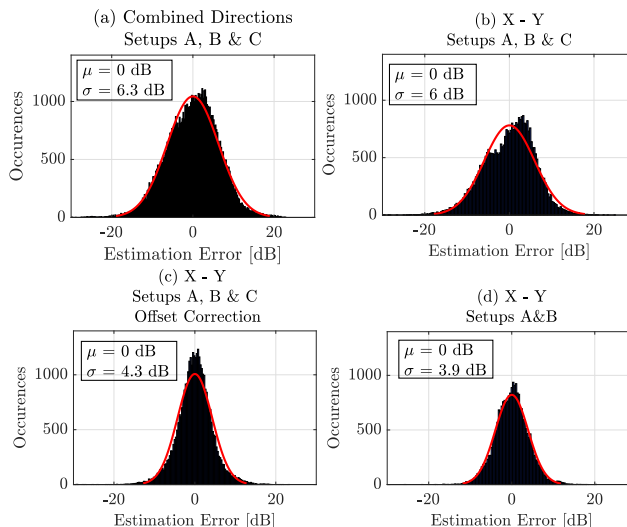 (a) Combined Directions
Setups A, B & C
μ = 0 dB
σ = 6.3 dB
1000
500
0
Occurences
-20
0
20
Estimation Error [dB]
(b) X - Y
Setups A, B & C
μ = 0 dB
σ = 6 dB
1000
500
0
Occurences
-20
0
20
Estimation Error [dB]
(c) X - Y
Setups A, B & C
Offset Correction
μ = 0 dB
σ = 4.3 dB
1000
500
0
Occurences
-20
0
20
Estimation Error [dB]
(d) X - Y
Setups A&B
μ = 0 dB
σ = 3.9 dB
1000
500
0
Occurences
-20
0
20
Estimation Error [dB]